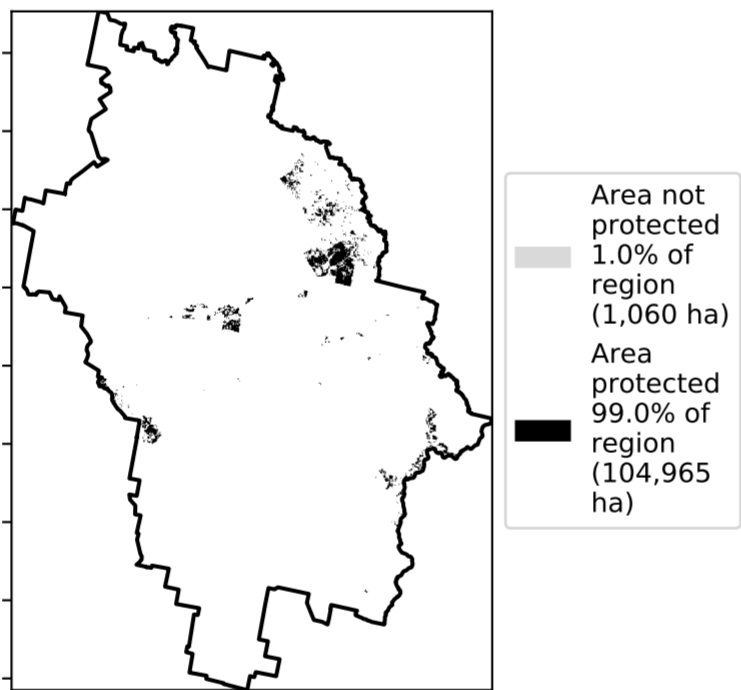 Area not
protected
1.0% of
region
(1,060 ha)
Area
protected
99.0% of
region
(104,965
ha)